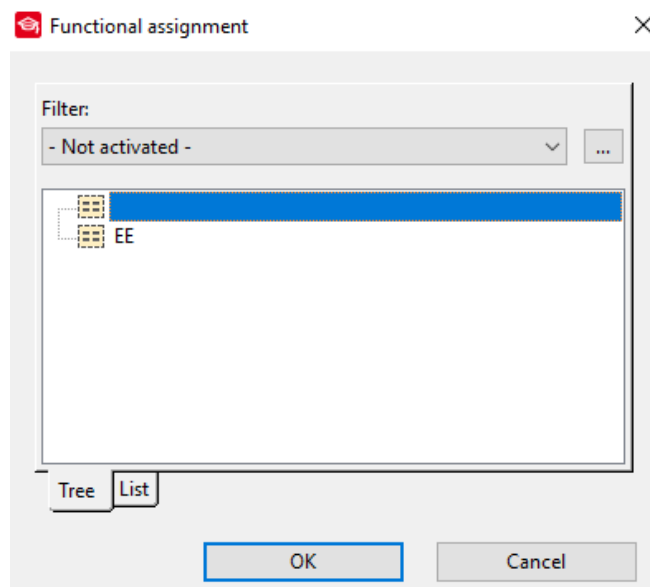 Functional assignment
Filter:
- Not activated -
...
EE
Tree
List
OK
Cancel